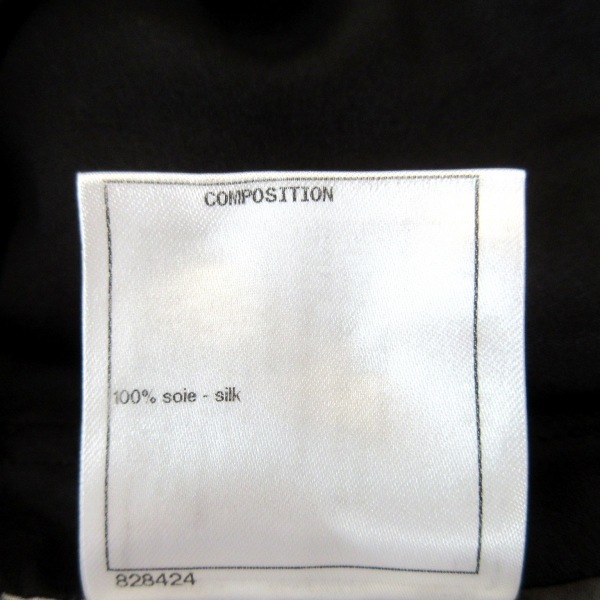 COMPOSITION
100% soie - silk
828424